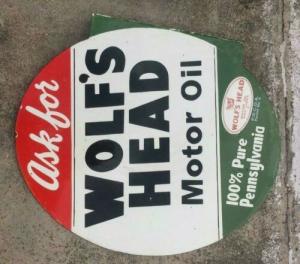 Ask for
WOLF'S
HEAD
Motor Oil
WOLF'S HEAD
100% Pure
Pennsylvania